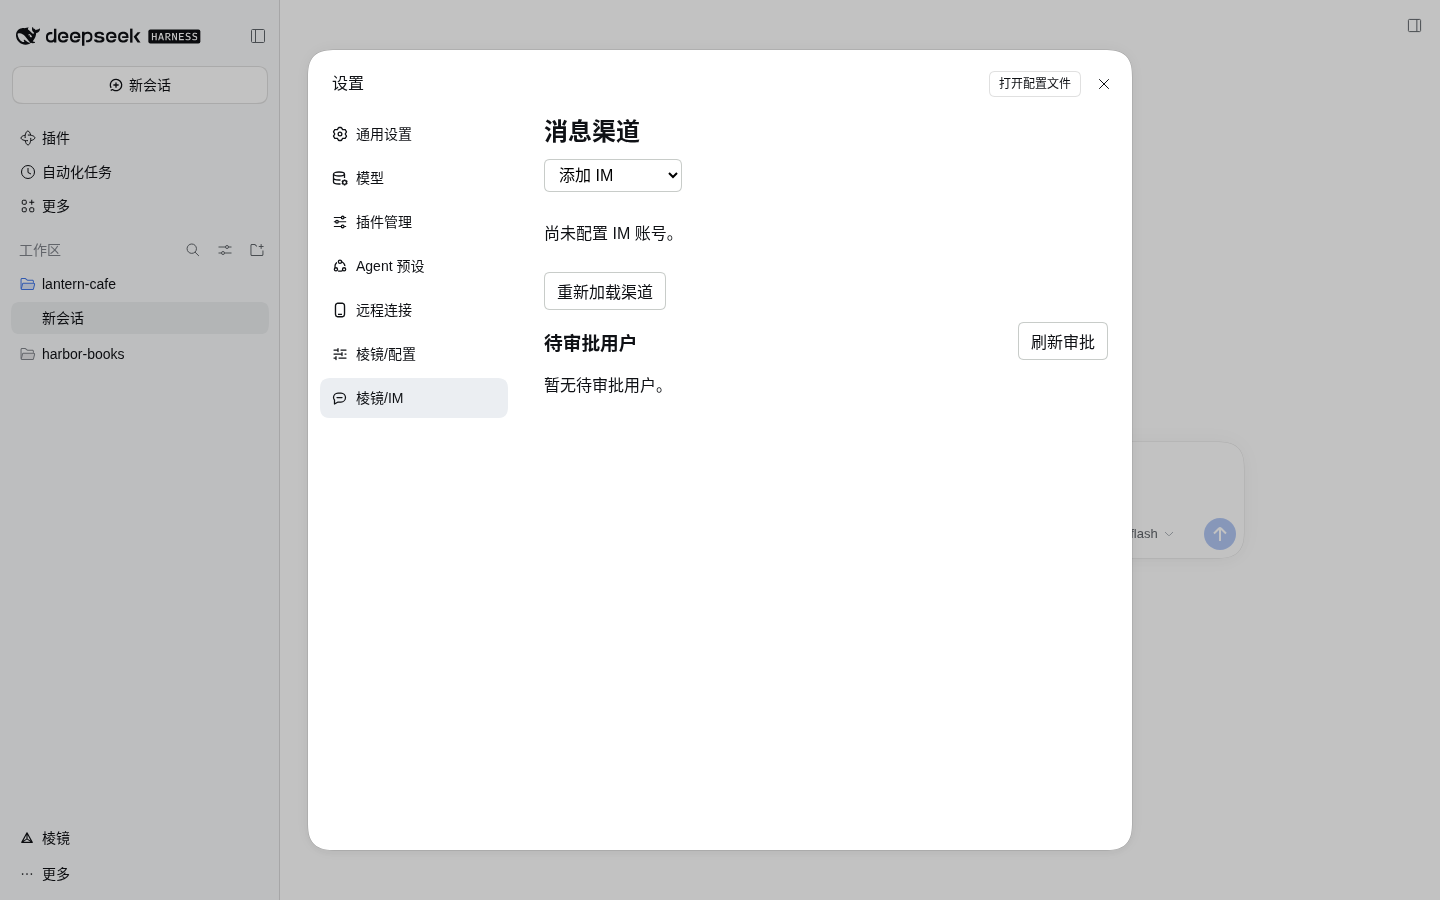 deepseek HARNESS
新会话
插件
自动化任务
更多
工作区
lantern-cafe
新会话
harbor-books
棱镜
更多
设置
打开配置文件
通用设置
模型
插件管理
Agent 预设
远程连接
棱镜/配置
棱镜/IM
消息渠道
添加 IM
尚未配置 IM 账号。
重新加载渠道
待审批用户
刷新审批
暂无待审批用户。
flash